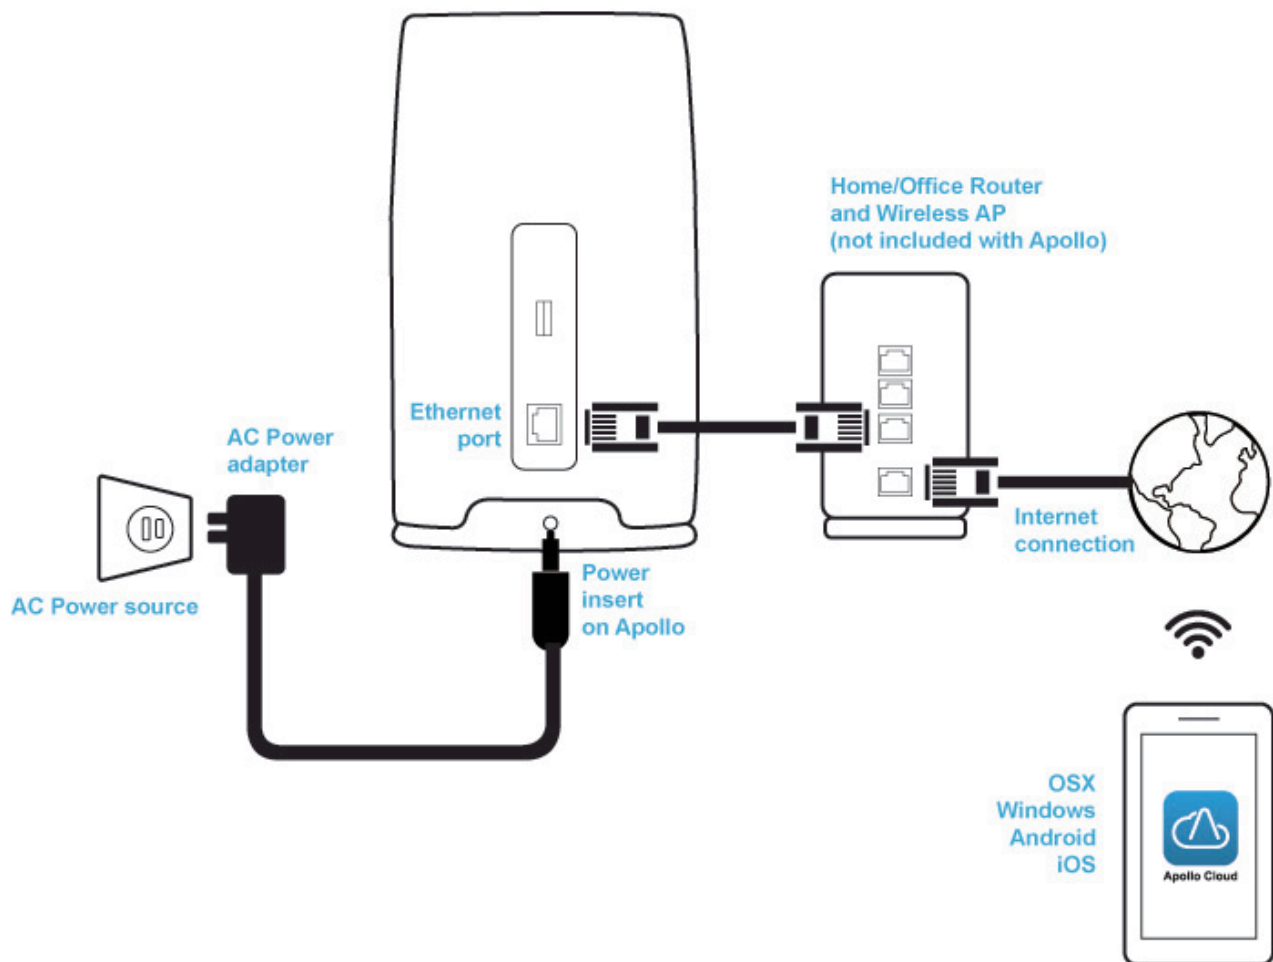 Home/Office Router
and Wireless AP
(not included with Apollo)
Ethernet
port
AC Power
adapter
Internet
connection
AC Power source
Power
insert
on Apollo
OSX
Windows
Android
iOS
Apollo Cloud